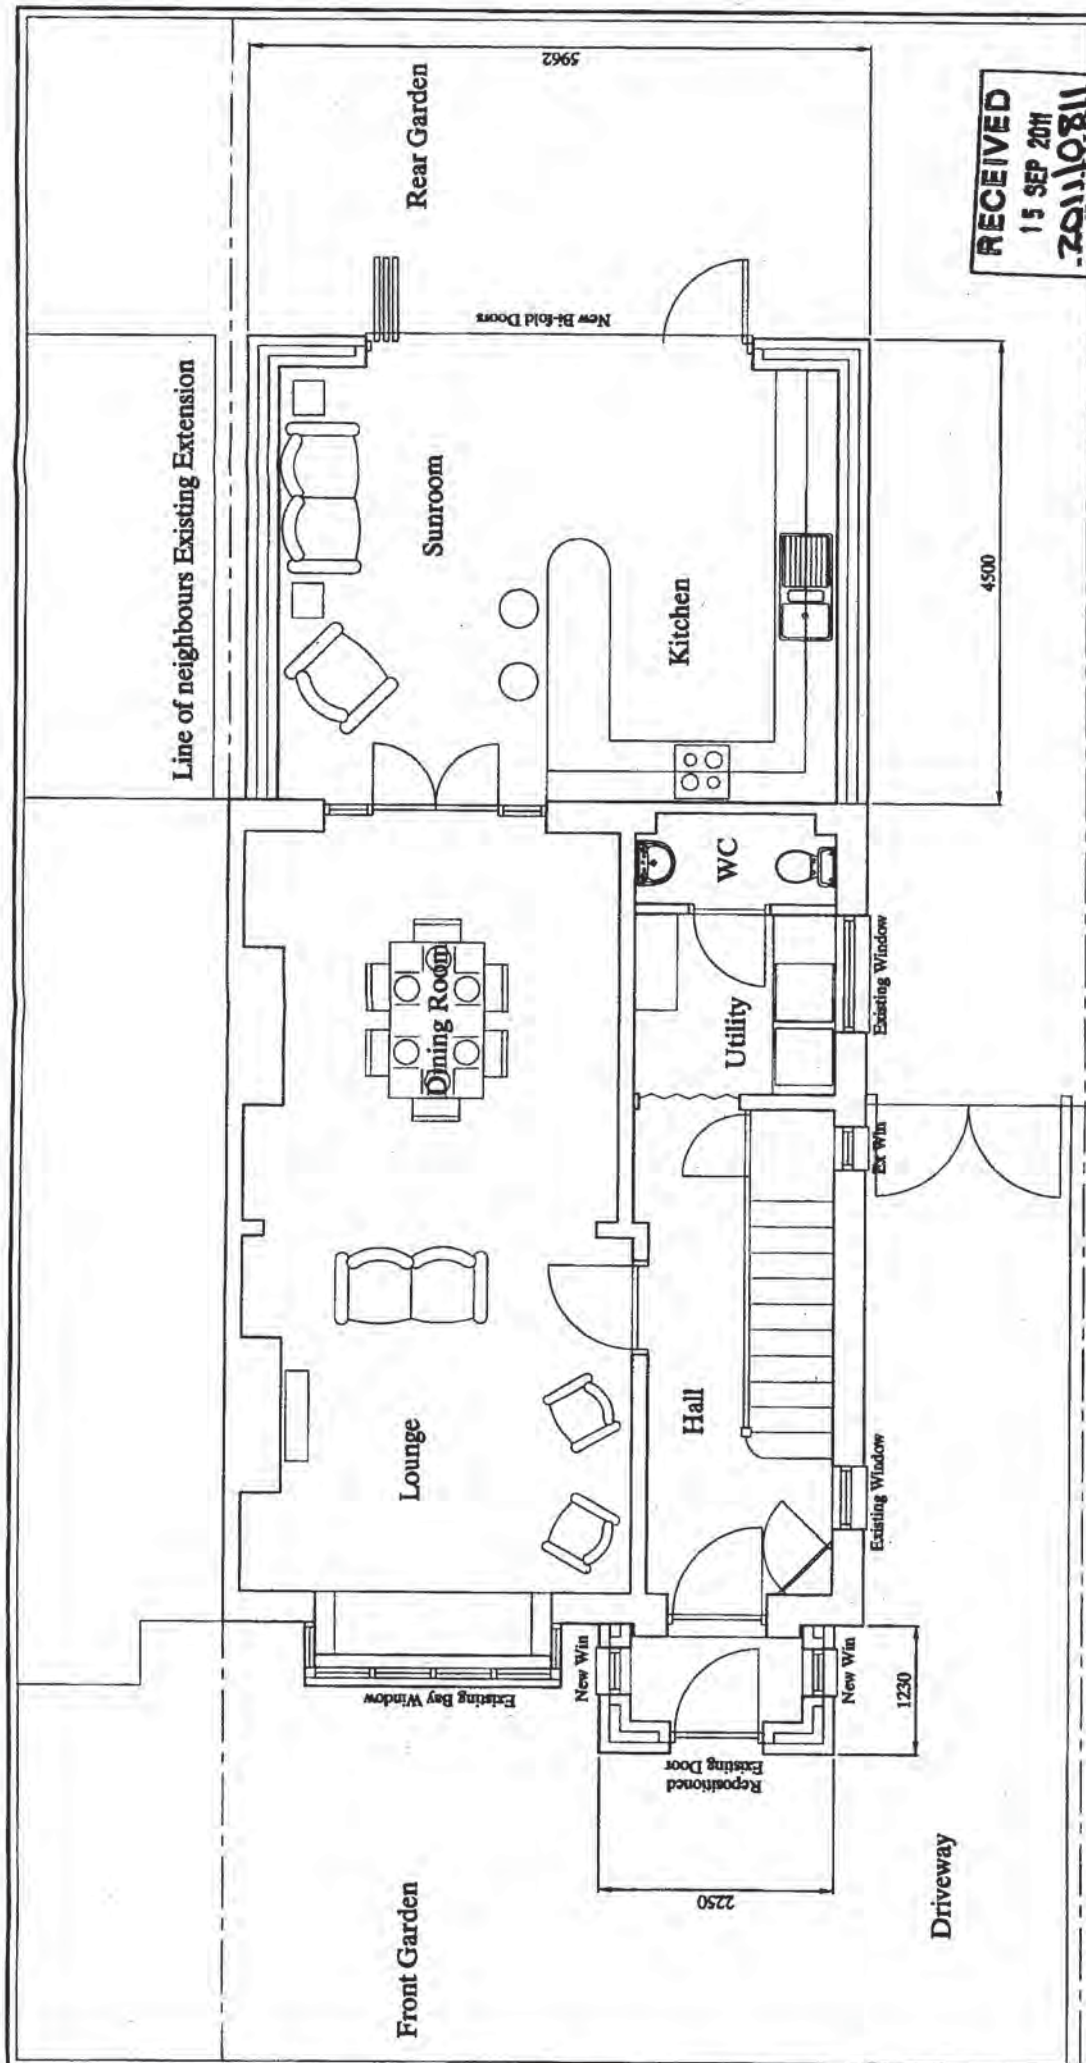 5962
Rear Garden
RECEIVED
15 SEP 2011
2011/0811
New Bi-fold Doors
Line of neighbours Existing Extension
Sunroom
Kitchen
4500
WC
Dining Room
Utility
Existing Window
Ex Win
Lounge
Hall
Existing Window
Existing Bay Window
New Win
New Win
1230
Repositioned
Existing Door
2250
Front Garden
Driveway